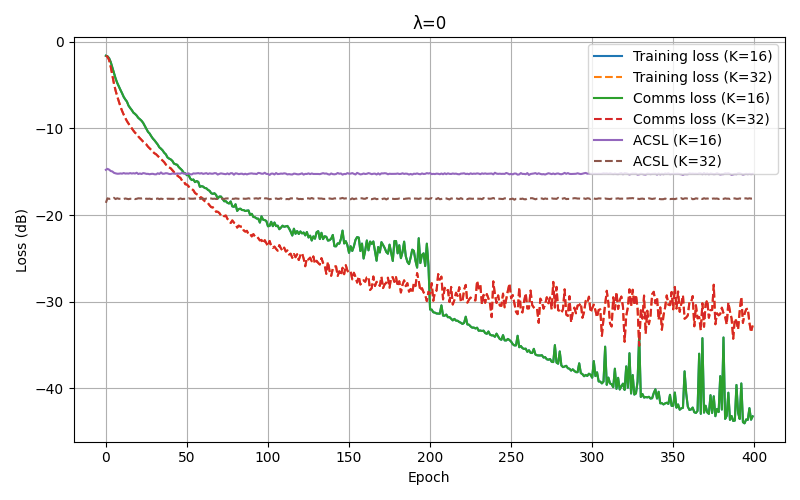 λ=0
Loss (dB)
0
−10
−20
−30
−40
Training loss (K=16)
Training loss (K=32)
Comms loss (K=16)
Comms loss (K=32)
ACSL (K=16)
ACSL (K=32)
0 50 100 150 200 250 300 350 400
Epoch